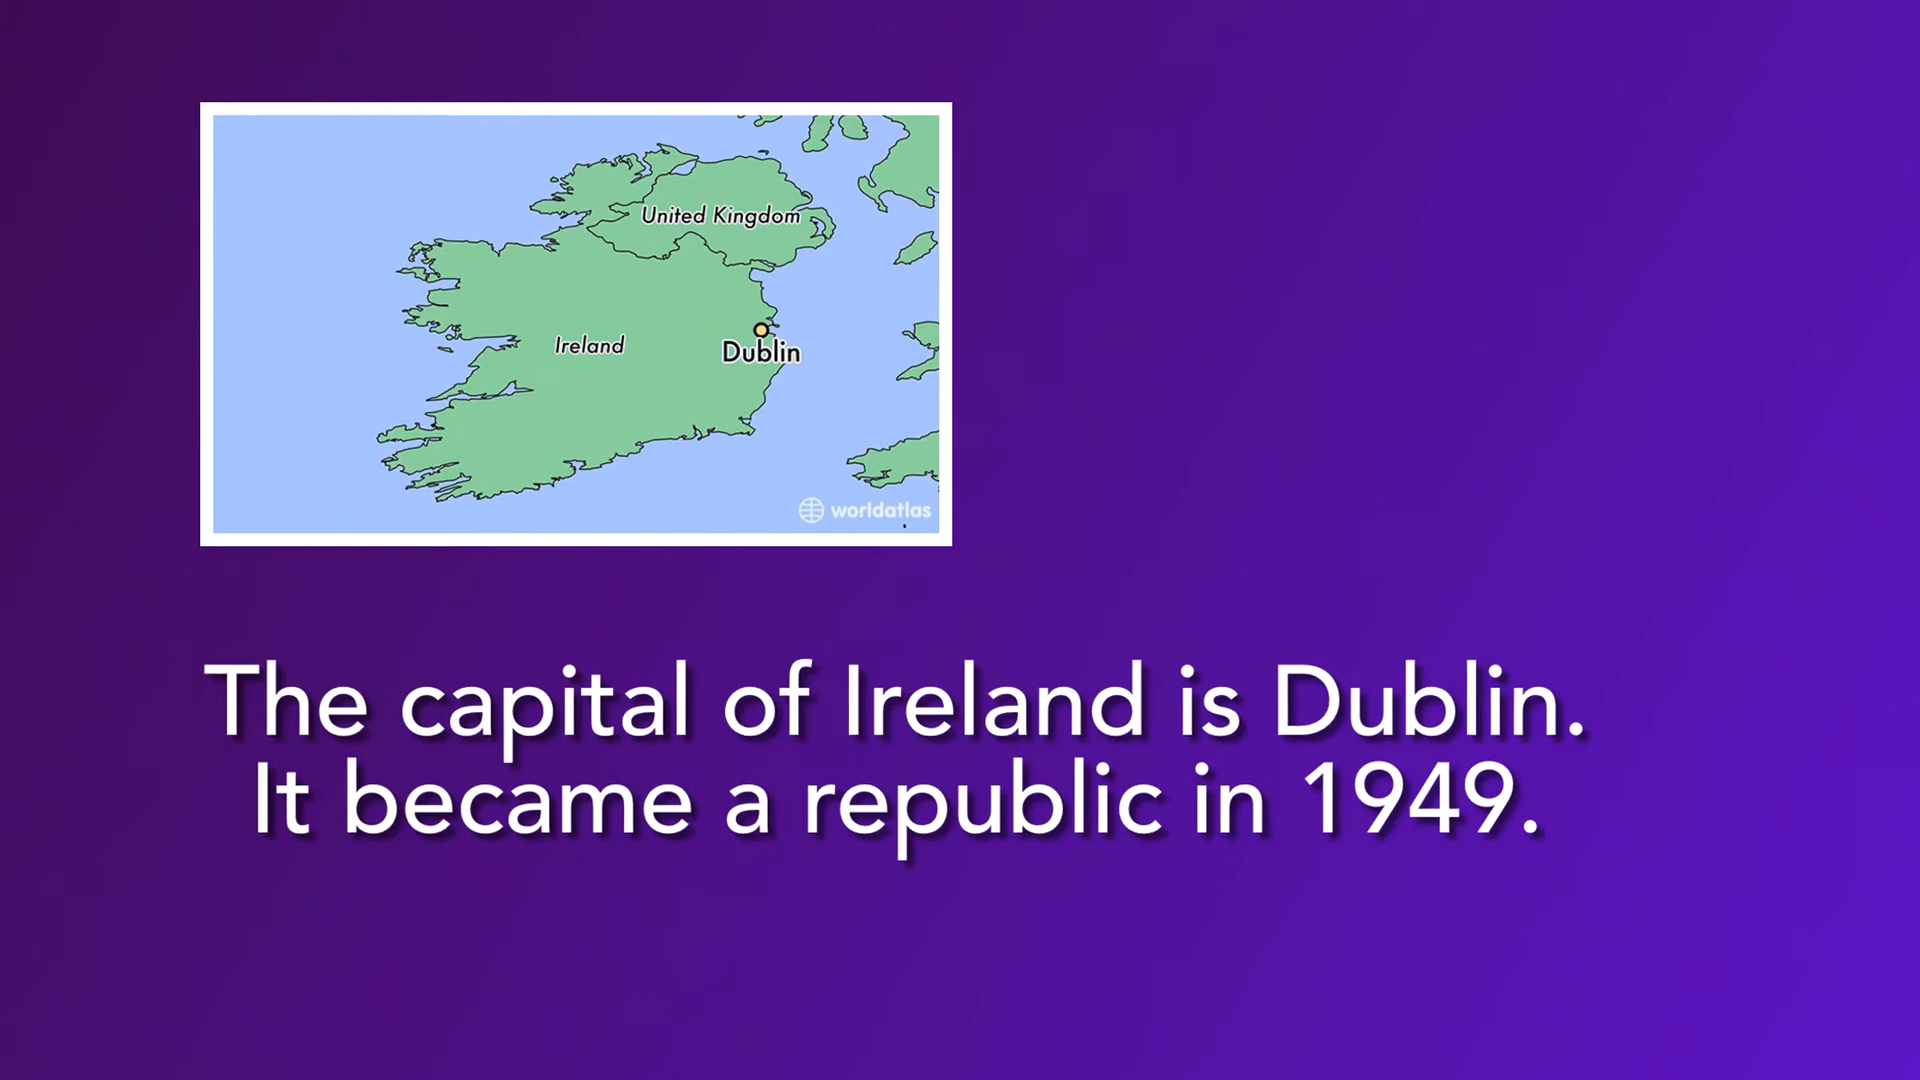 United Kingdom
Ireland
Dublin
worldatlas
The capital of Ireland is Dublin.
It became a republic in 1949.